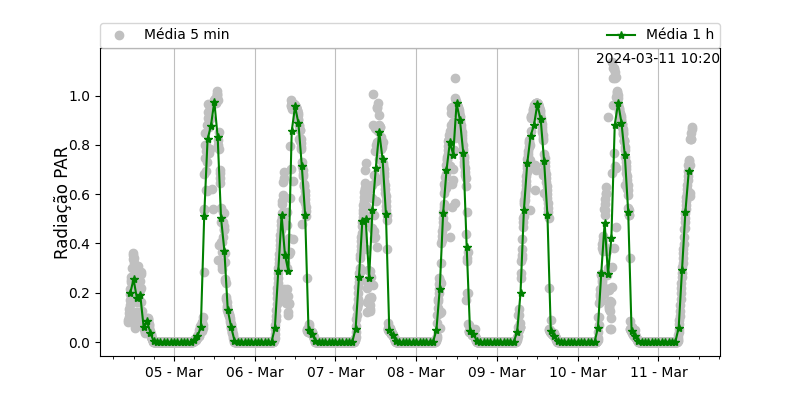 Média 5 min
Média 1 h
2024-03-11 10:20
Radiação PAR
1.0
0.8
0.6
0.4
0.2
0.0
05 - Mar
06 - Mar
07 - Mar
08 - Mar
09 - Mar
10 - Mar
11 - Mar